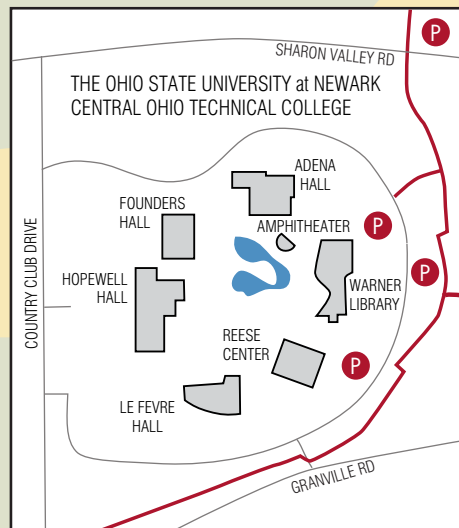 P
SHARON VALLEY RD
THE OHIO STATE UNIVERSITY at NEWARK
CENTRAL OHIO TECHNICAL COLLEGE
ADENA
HALL
FOUNDERS
HALL
AMPHITHEATER
P
HOPEWELL
HALL
P
WARNER
LIBRARY
COUNTRY CLUB DRIVE
REESE
CENTER
P
LE FEVRE
HALL
GRANVILLE RD